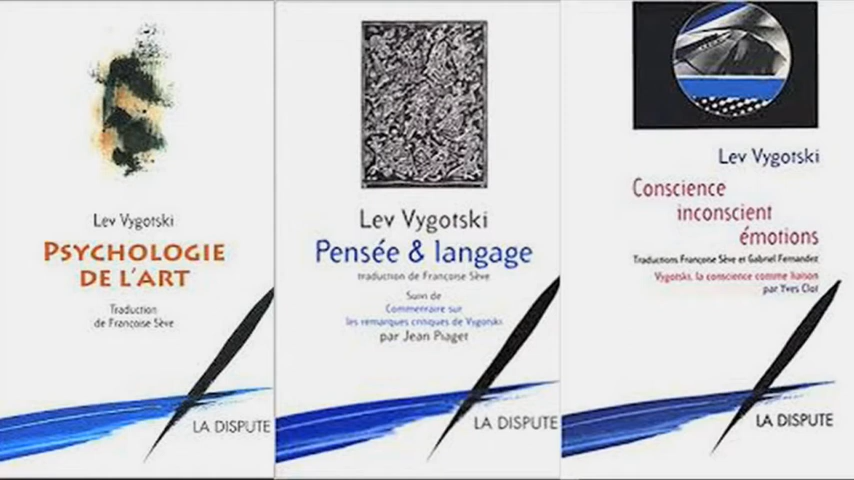 Lev Vygotski
PSYCHOLOGIE
DE L'ART
Traduction
de Françoise Sève
LA DISPUTE
Lev Vygotski
Pensée & langage
traduction de Françoise Sève
Suivi de
Commentaire sur
les remarques critiques de Vygotski
par Jean Piaget
LA DISPUTE
Lev Vygotski
Conscience
inconscient
émotions
Traductions Françoise Sève et Gabriel Fernandez
Vygotski, la conscience comme liaison
par Yves Clot
LA DISPUTE